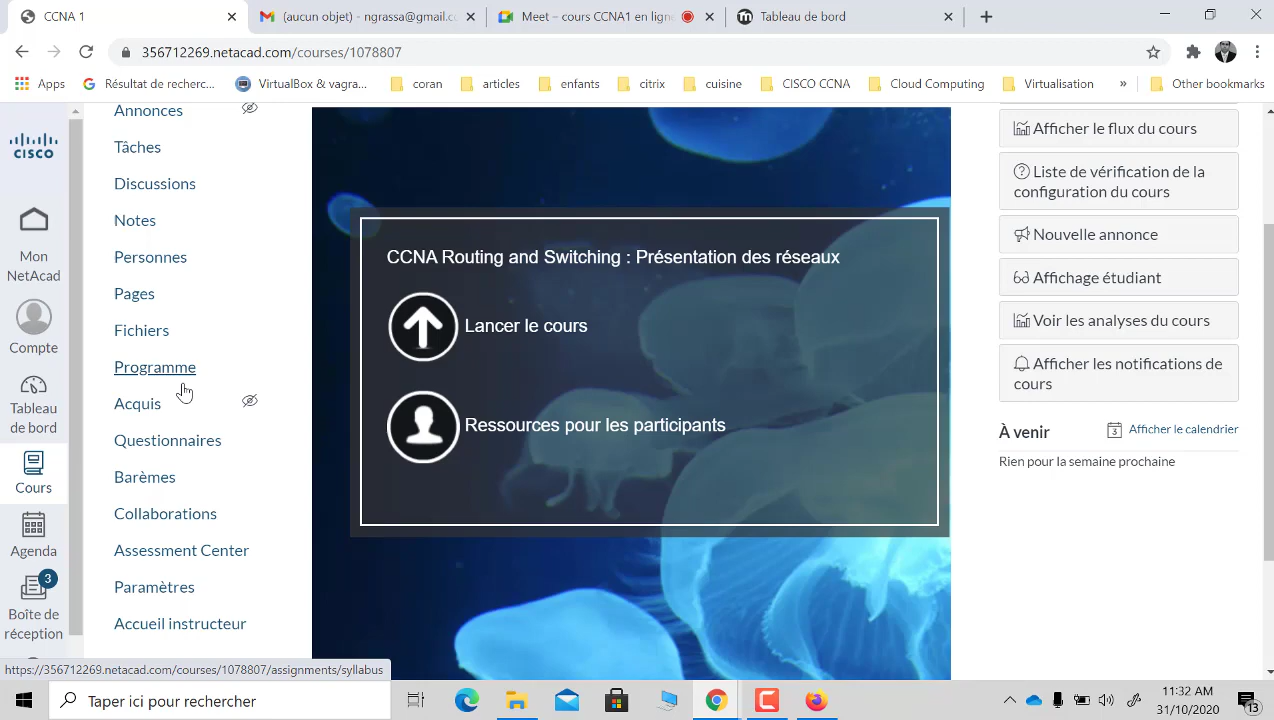 CCNA 1
(aucun objet) - ngrassa@gmail.cc
Meet – cours CCNA1 en ligne
Tableau de bord
356712269.netacad.com/courses/1078807
Apps
Résultat de recherc...
VirtualBox & vagra...
coran
articles
enfants
citrix
cuisine
CISCO CCNA
Cloud Computing
Virtualisation
»
Other bookmarks
CISCO
Mon
NetAcad
Compte
Tableau
de bord
Cours
Agenda
3
Boîte de
réception
Annonces
Tâches
Discussions
Notes
Personnes
Pages
Fichiers
Programme
Acquis
Questionnaires
Barèmes
Collaborations
Assessment Center
Paramètres
Accueil instructeur
CCNA Routing and Switching : Présentation des réseaux
Lancer le cours
Ressources pour les participants
Afficher le flux du cours
Liste de vérification de la
configuration du cours
Nouvelle annonce
Affichage étudiant
Voir les analyses du cours
Afficher les notifications de
cours
À venir
3
Afficher le calendrier
Rien pour la semaine prochaine
https://356712269.netacad.com/courses/1078807/assignments/syllabus
Taper ici pour rechercher
11:32 AM
31/10/2020
13